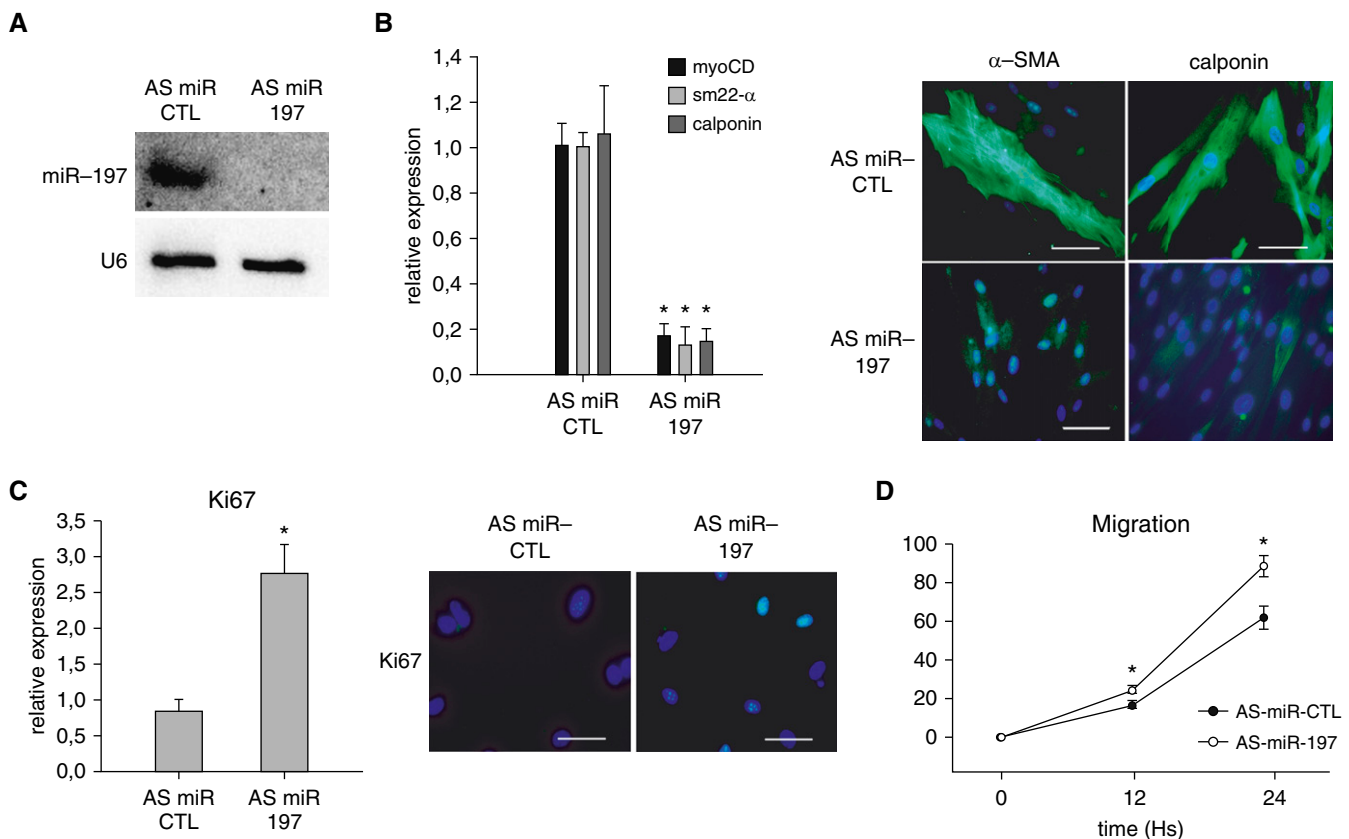 A
AS miR
CTL
AS miR
197
miR–197
U6
B
relative expression
1,4
1,2
1,0
0,8
0,6
0,4
0,2
0,0
myoCD
sm22-α
calponin
* * *
AS miR
CTL
AS miR
197
α–SMA
calponin
AS miR–
CTL
AS miR–
197
C
Ki67
relative expression
3,5
3,0
2,5
2,0
1,5
1,0
0,5
0,0
*
AS miR
CTL
AS miR
197
AS miR–
CTL
AS miR–
197
Ki67
D
Migration
100
80
60
40
20
0
*
*
AS-miR-CTL
AS-miR-197
0 12 24
time (Hs)